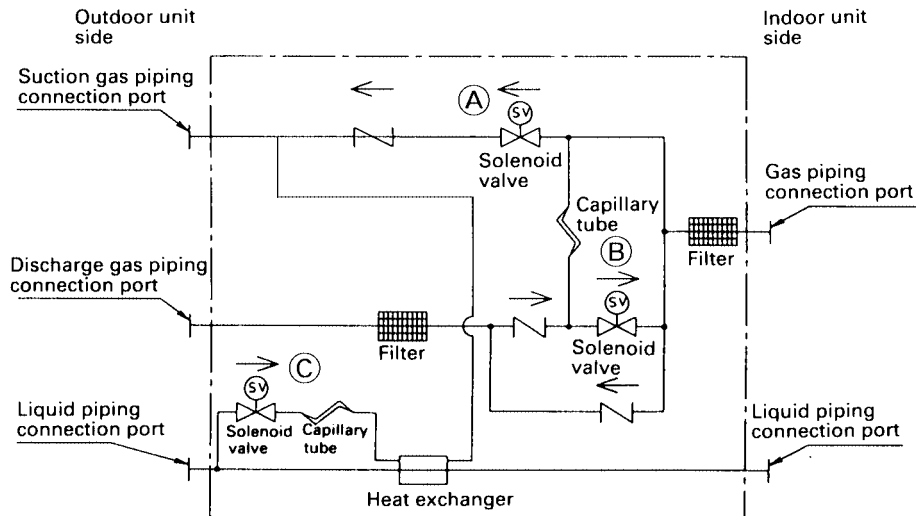 Outdoor unit
side
Indoor unit
side
Suction gas piping
connection port
A
SV
Solenoid
valve
Gas piping
connection port
Capillary
tube
B
Filter
Discharge gas piping
connection port
SV
Filter
Solenoid
valve
C
SV
Liquid piping
connection port
Solenoid
valve
Capillary
tube
Liquid piping
connection port
Heat exchanger